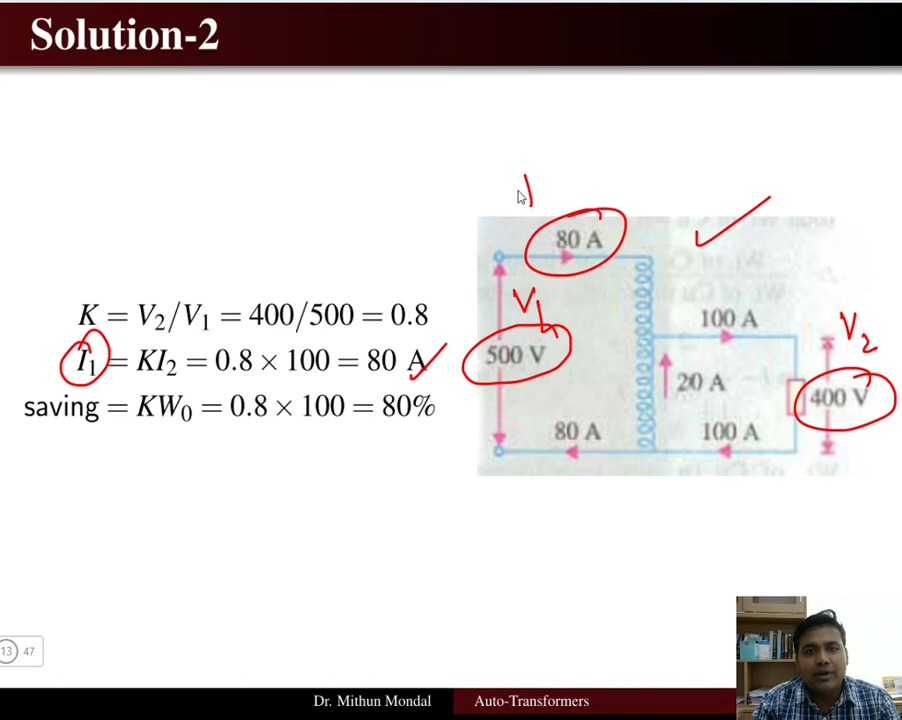 Solution-2
K = V₂/V₁ = 400/500 = 0.8
I₁ = KI₂ = 0.8 × 100 = 80 A
saving = KW₀ = 0.8 × 100 = 80%
80 A
V₁
500 V
100 A
V₂
20 A
400 V
80 A
100 A
13 47
Dr. Mithun Mondal
Auto-Transformers